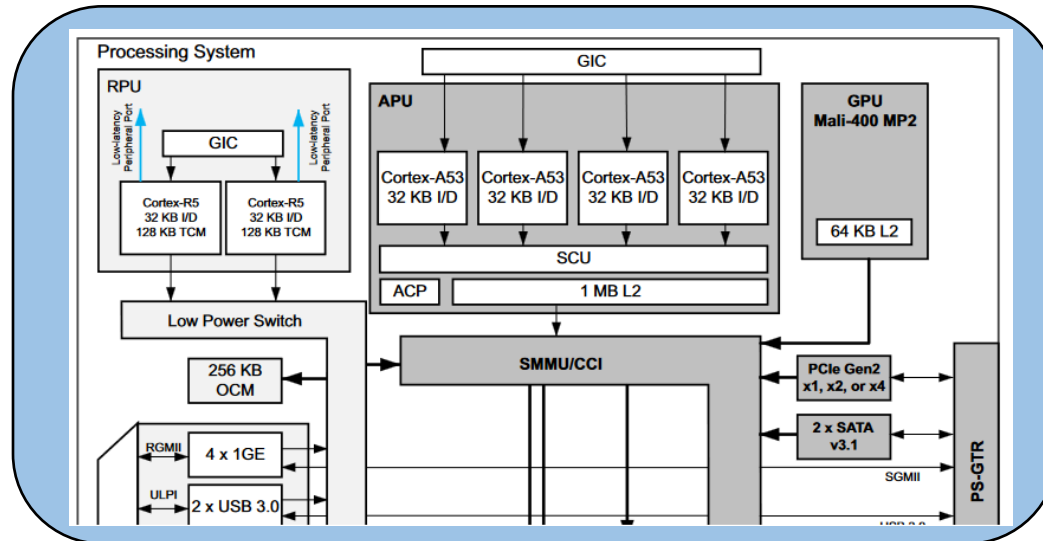 Processing System
RPU
Low-latency
Peripheral Port
Low-latency
Peripheral Port
GIC
Cortex-R5
32 KB I/D
128 KB TCM
Cortex-R5
32 KB I/D
128 KB TCM
GIC
APU
Cortex-A53
32 KB I/D
Cortex-A53
32 KB I/D
Cortex-A53
32 KB I/D
Cortex-A53
32 KB I/D
SCU
ACP
1 MB L2
GPU
Mali-400 MP2
64 KB L2
Low Power Switch
256 KB
OCM
SMMU/CCI
PCIe Gen2
x1, x2, or x4
2 x SATA
v3.1
PS-GTR
RGMII
4 x 1GE
SGMII
ULPI
2 x USB 3.0
USB 3.0